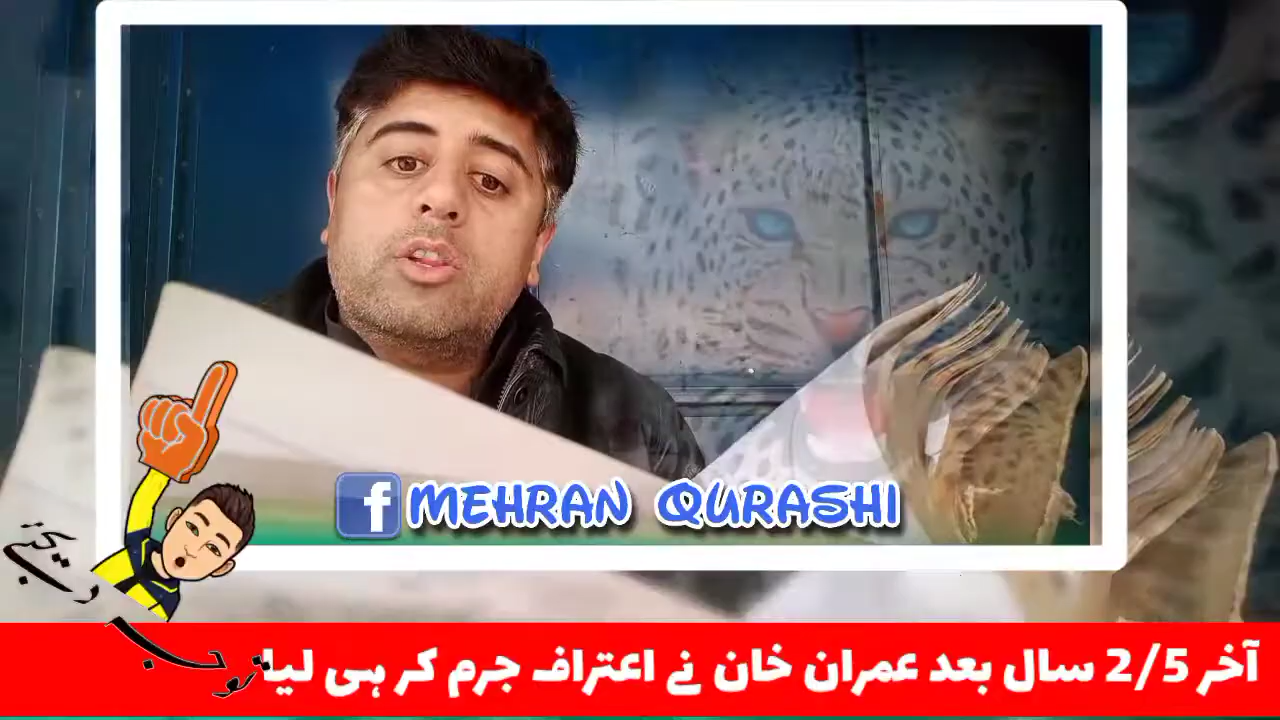 f MEHRAN QURASHI
آخر 2/5 سال بعد عمران خان نے اعتراف جرم کر ہی لیا